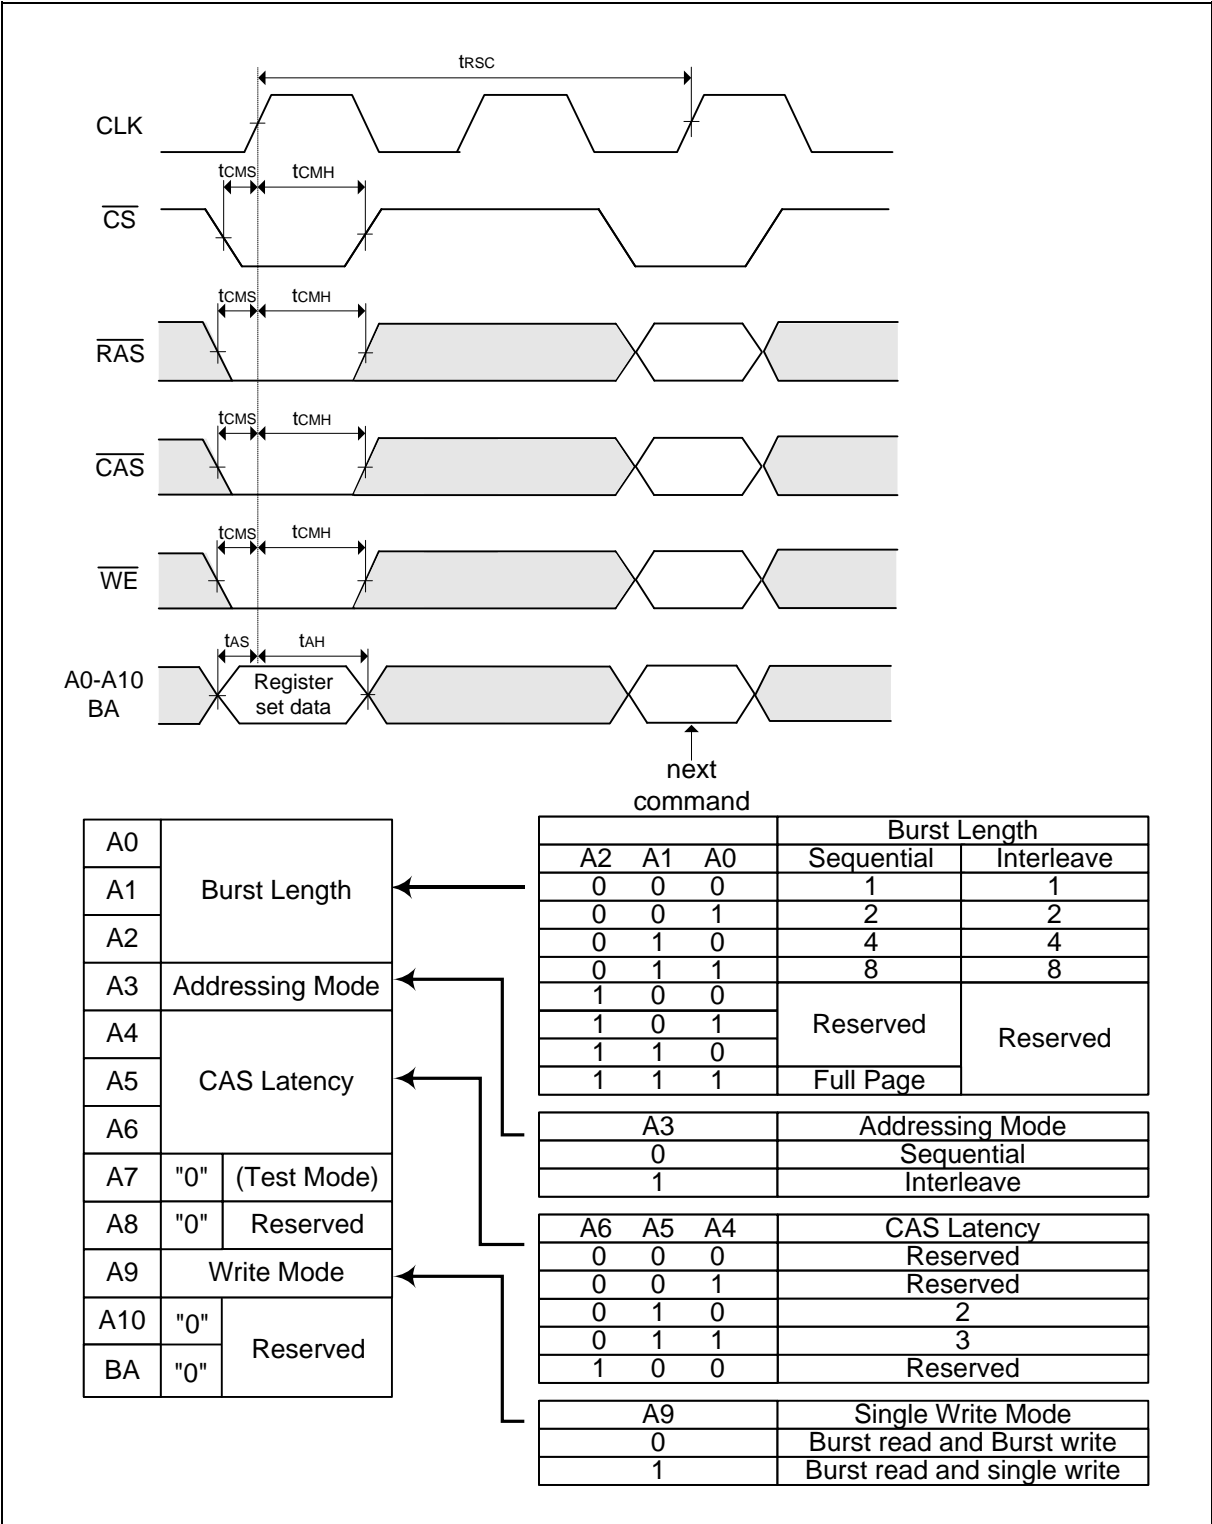 tRSC
CLK
tCMS tCMH
CS
tCMS tCMH
RAS
tCMS tCMH
CAS
tCMS tCMH
WE
tAS tAH
A0-A10
BA
Register
set data
next
command
A0
A1
A2
Burst Length
A3 Addressing Mode
A4
A5
A6
CAS Latency
A7 "0" (Test Mode)
A8 "0" Reserved
A9 Write Mode
A10 "0"
BA "0"
Reserved
Burst Length
A2 A1 A0 Sequential Interleave
0 0 0 1 1
0 0 1 2 2
0 1 0 4 4
0 1 1 8 8
1 0 0
1 0 1 Reserved Reserved
1 1 0
1 1 1 Full Page
A3 Addressing Mode
0 Sequential
1 Interleave
A6 A5 A4 CAS Latency
0 0 0 Reserved
0 0 1 Reserved
0 1 0 2
0 1 1 3
1 0 0 Reserved
A9 Single Write Mode
0 Burst read and Burst write
1 Burst read and single write